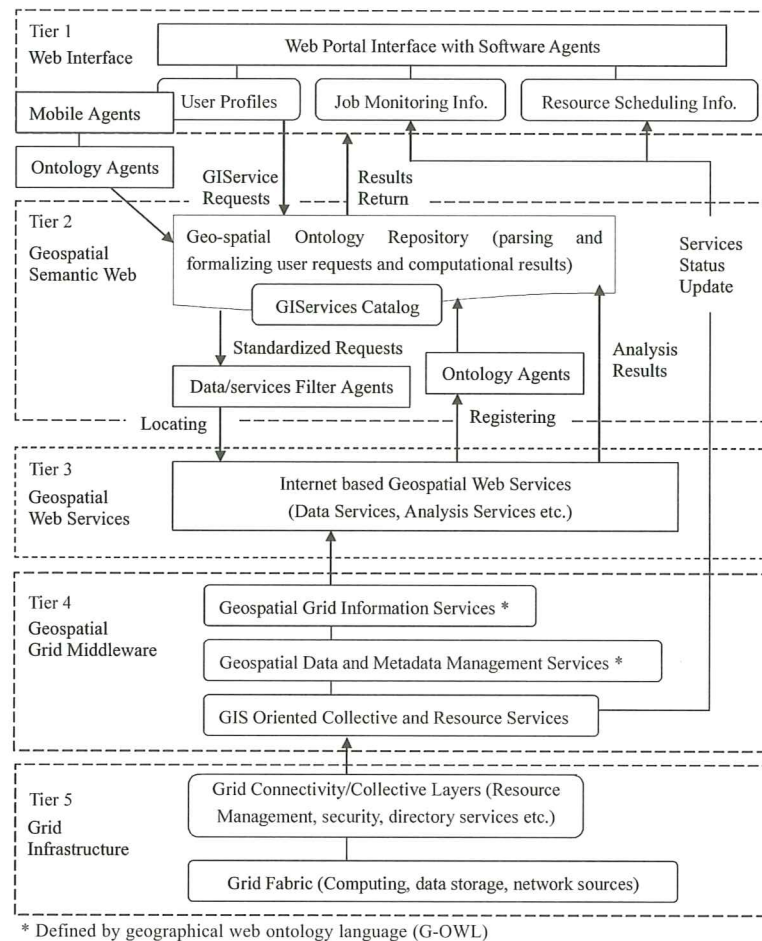 Tier 1
Web Interface
Web Portal Interface with Software Agents
User Profiles
Job Monitoring Info.
Resource Scheduling Info.
Mobile Agents
Ontology Agents
GIService
Requests
Results
Return
Tier 2
Geospatial
Semantic Web
Geo-spatial Ontology Repository (parsing and
formalizing user requests and computational results)
GIServices Catalog
Services
Status
Update
Standardized Requests
Data/services Filter Agents
Ontology Agents
Analysis
Results
Locating
Registering
Tier 3
Geospatial
Web Services
Internet based Geospatial Web Services
(Data Services, Analysis Services etc.)
Tier 4
Geospatial
Grid Middleware
Geospatial Grid Information Services *
Geospatial Data and Metadata Management Services *
GIS Oriented Collective and Resource Services
Tier 5
Grid
Infrastructure
Grid Connectivity/Collective Layers (Resource
Management, security, directory services etc.)
Grid Fabric (Computing, data storage, network sources)
* Defined by geographical web ontology language (G-OWL)